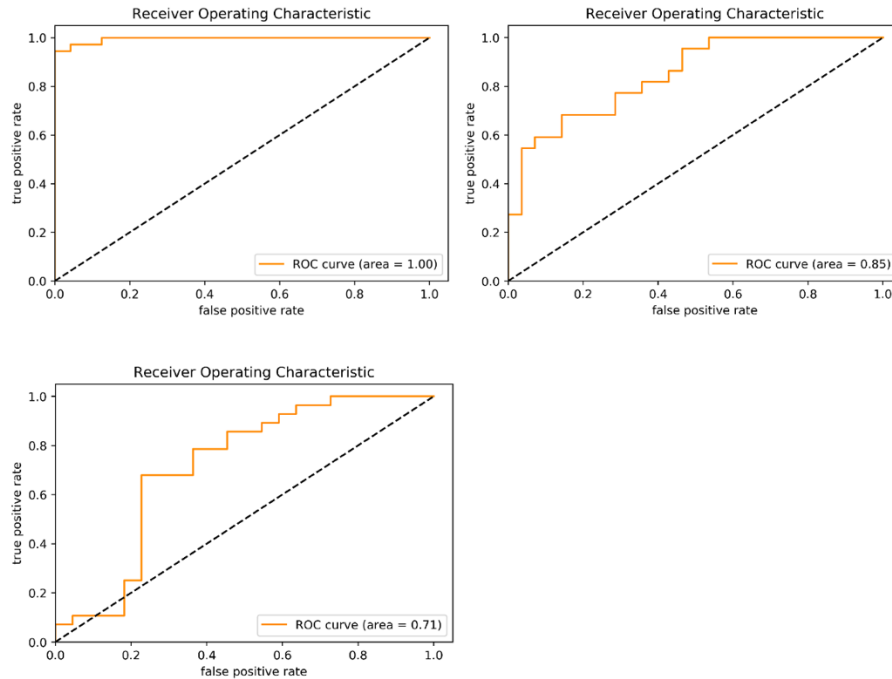 Receiver Operating Characteristic
1.0
0.8
0.6
0.4
0.2
0.0
true positive rate
ROC curve (area = 1.00)
0.0 0.2 0.4 0.6 0.8 1.0
false positive rate
Receiver Operating Characteristic
1.0
0.8
0.6
0.4
0.2
0.0
true positive rate
ROC curve (area = 0.85)
0.0 0.2 0.4 0.6 0.8 1.0
false positive rate
Receiver Operating Characteristic
1.0
0.8
0.6
0.4
0.2
0.0
true positive rate
ROC curve (area = 0.71)
0.0 0.2 0.4 0.6 0.8 1.0
false positive rate